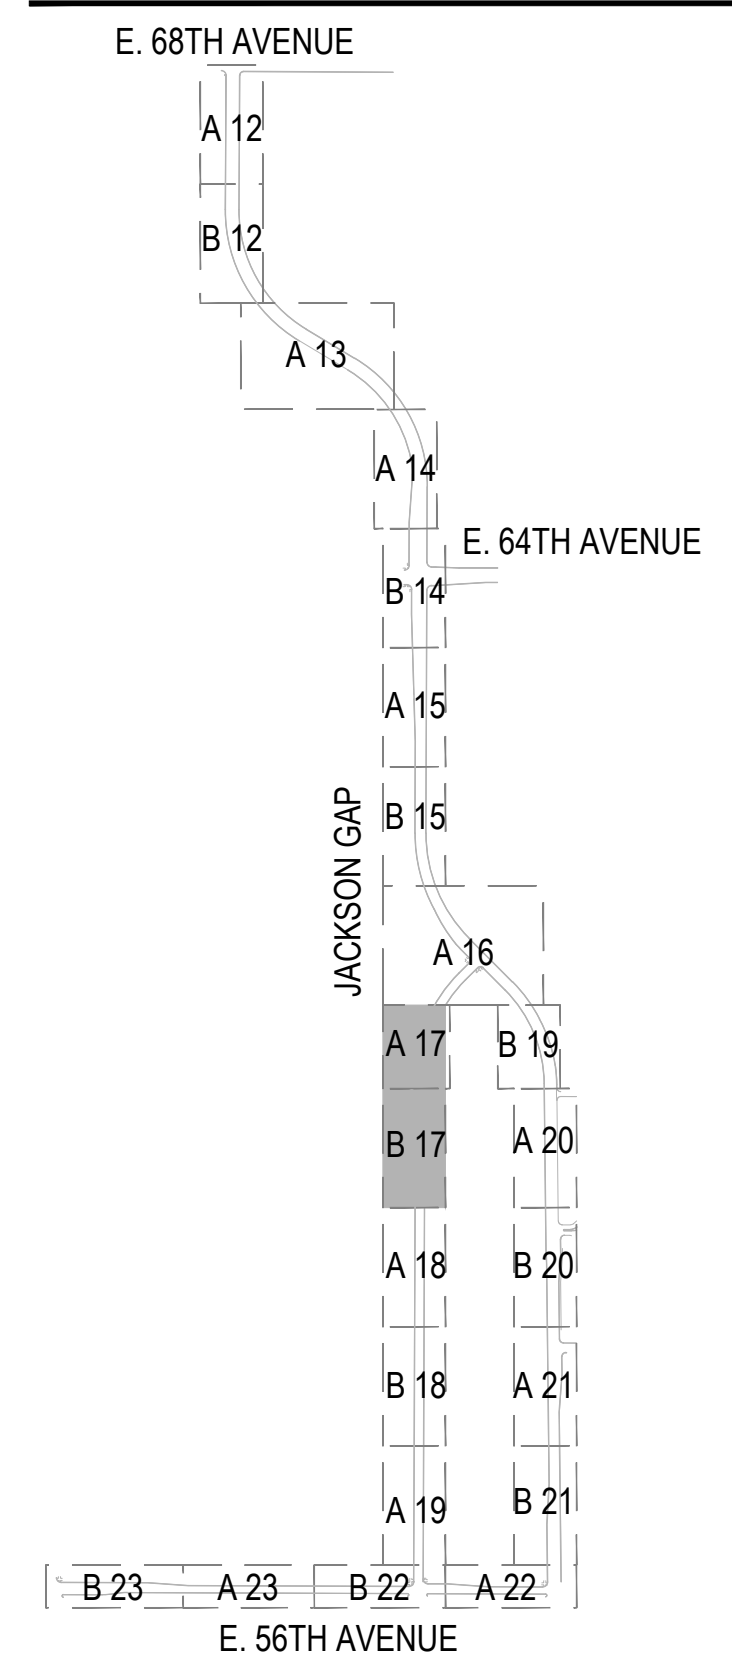 E. 68TH AVENUE
A 12
B 12
A 13
A 14
E. 64TH AVENUE
B 14
A 15
B 15
JACKSON GAP
A 16
A 17
B 19
B 17
A 20
A 18
B 20
B 18
A 21
A 19
B 21
B 23
A 23
B 22
A 22
E. 56TH AVENUE